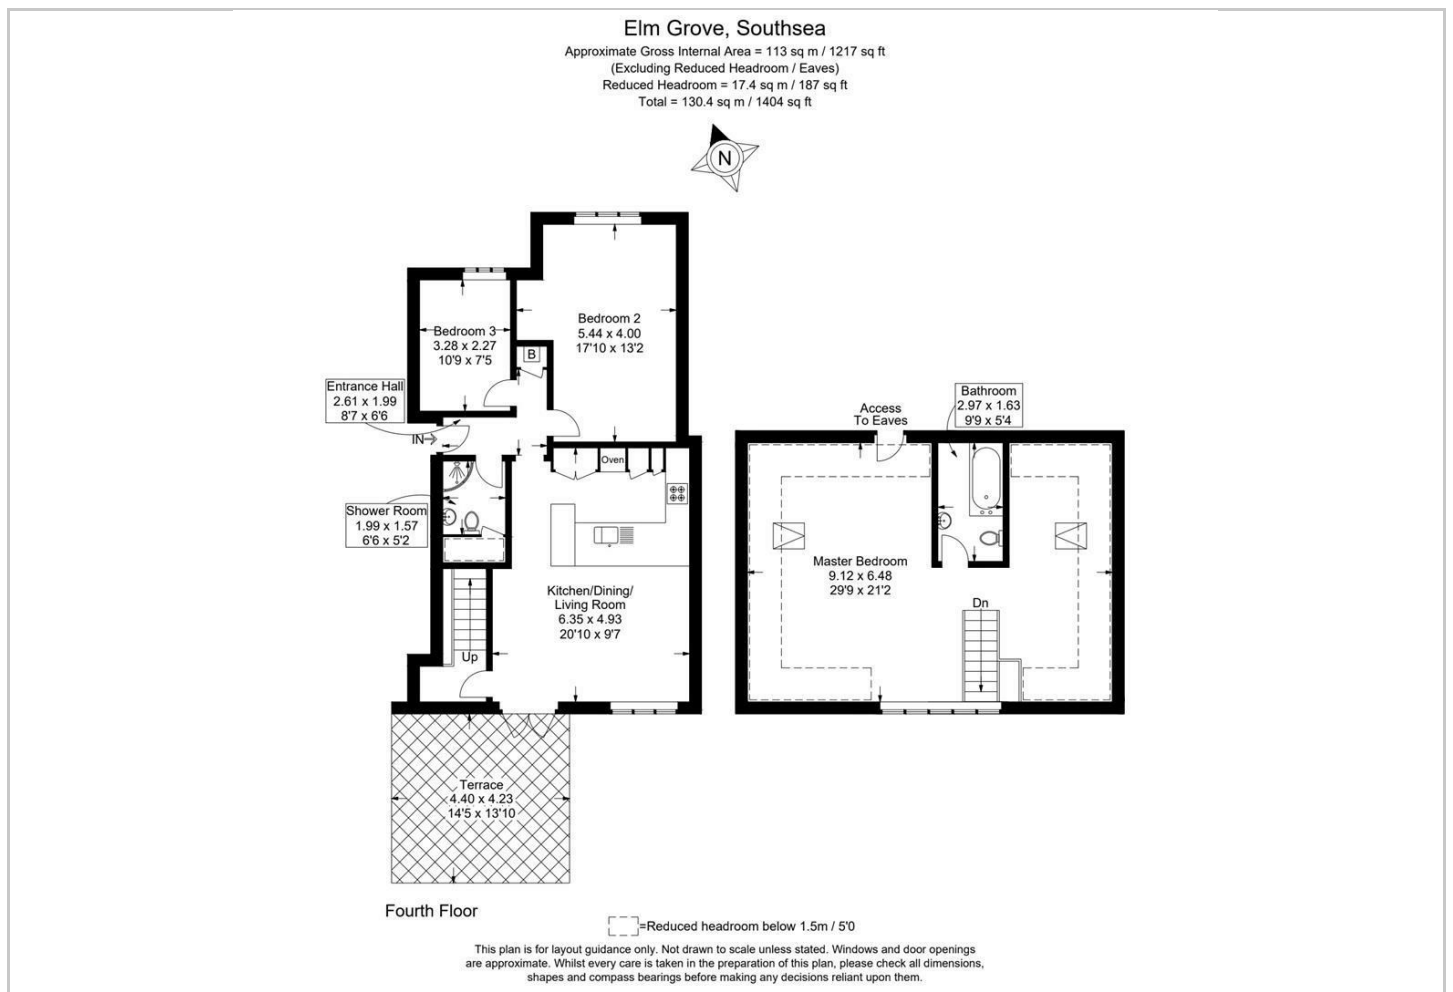 Elm Grove, Southsea
Approximate Gross Internal Area = 113 sq m / 1217 sq ft
(Excluding Reduced Headroom / Eaves)
Reduced Headroom = 17.4 sq m / 187 sq ft
Total = 130.4 sq m / 1404 sq ft
N
Bedroom 2
5.44 x 4.00
17'10 x 13'2
Bedroom 3
3.28 x 2.27
10'9 x 7'5
B
Entrance Hall
2.61 x 1.99
8'7 x 6'6
IN
Oven
Shower Room
1.99 x 1.57
6'6 x 5'2
Kitchen/Dining/
Living Room
6.35 x 4.93
20'10 x 9'7
Up
Terrace
4.40 x 4.23
14'5 x 13'10
Fourth Floor
Access
To Eaves
Bathroom
2.97 x 1.63
9'9 x 5'4
Master Bedroom
9.12 x 6.48
29'9 x 21'2
Dn
=Reduced headroom below 1.5m / 5'0
This plan is for layout guidance only. Not drawn to scale unless stated. Windows and door openings
are approximate. Whilst every care is taken in the preparation of this plan, please check all dimensions,
shapes and compass bearings before making any decisions reliant upon them.